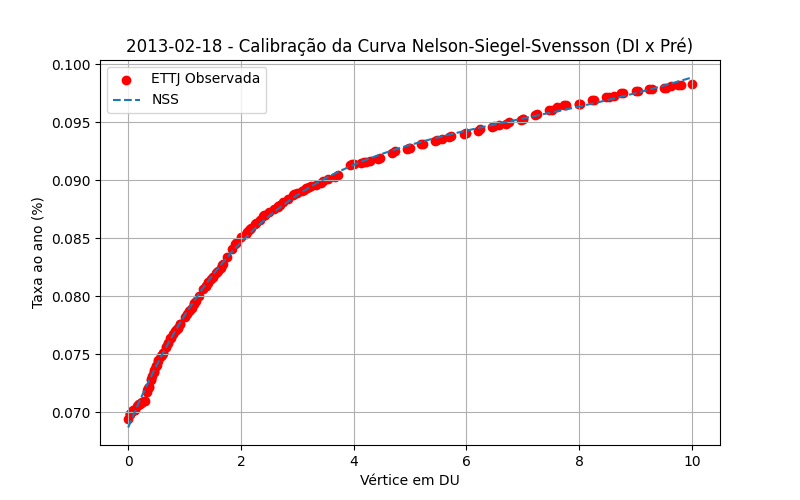 2013-02-18 - Calibração da Curva Nelson-Siegel-Svensson (DI x Pré)
ETTJ Observada
NSS
Taxa ao ano (%)
0.100
0.095
0.090
0.085
0.080
0.075
0.070
0 2 4 6 8 10
Vértice em DU